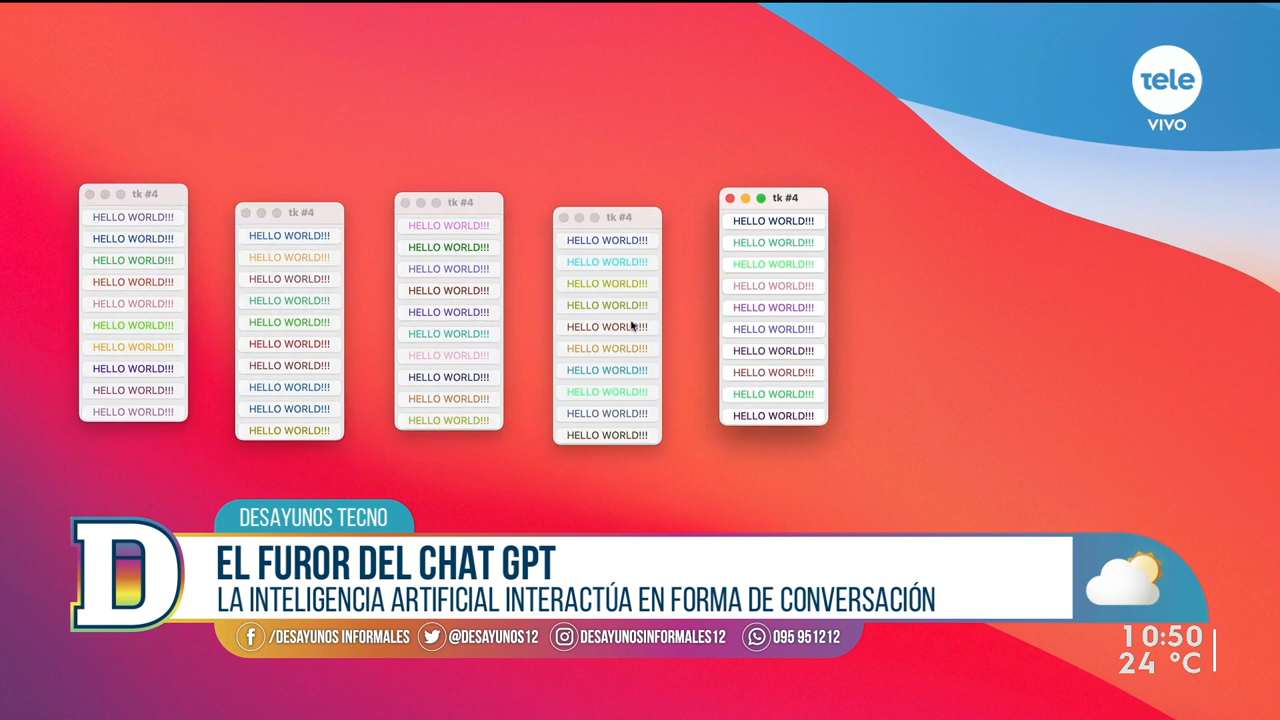 tele
VIVO
tk #4
HELLO WORLD!!!
HELLO WORLD!!!
HELLO WORLD!!!
HELLO WORLD!!!
HELLO WORLD!!!
HELLO WORLD!!!
HELLO WORLD!!!
HELLO WORLD!!!
HELLO WORLD!!!
HELLO WORLD!!!
tk #4
HELLO WORLD!!!
HELLO WORLD!!!
HELLO WORLD!!!
HELLO WORLD!!!
HELLO WORLD!!!
HELLO WORLD!!!
HELLO WORLD!!!
HELLO WORLD!!!
HELLO WORLD!!!
HELLO WORLD!!!
tk #4
HELLO WORLD!!!
HELLO WORLD!!!
HELLO WORLD!!!
HELLO WORLD!!!
HELLO WORLD!!!
HELLO WORLD!!!
HELLO WORLD!!!
HELLO WORLD!!!
HELLO WORLD!!!
HELLO WORLD!!!
tk #4
HELLO WORLD!!!
HELLO WORLD!!!
HELLO WORLD!!!
HELLO WORLD!!!
HELLO WORLD!!!
HELLO WORLD!!!
HELLO WORLD!!!
HELLO WORLD!!!
HELLO WORLD!!!
HELLO WORLD!!!
tk #4
HELLO WORLD!!!
HELLO WORLD!!!
HELLO WORLD!!!
HELLO WORLD!!!
HELLO WORLD!!!
HELLO WORLD!!!
HELLO WORLD!!!
HELLO WORLD!!!
HELLO WORLD!!!
HELLO WORLD!!!
DESAYUNOS TECNO
D
EL FUROR DEL CHAT GPT
LA INTELIGENCIA ARTIFICIAL INTERACTÚA EN FORMA DE CONVERSACIÓN
/DESAYUNOS INFORMALES @DESAYUNOS12 DESAYUNOSINFORMALES12 095 951212
10:50
24 °C